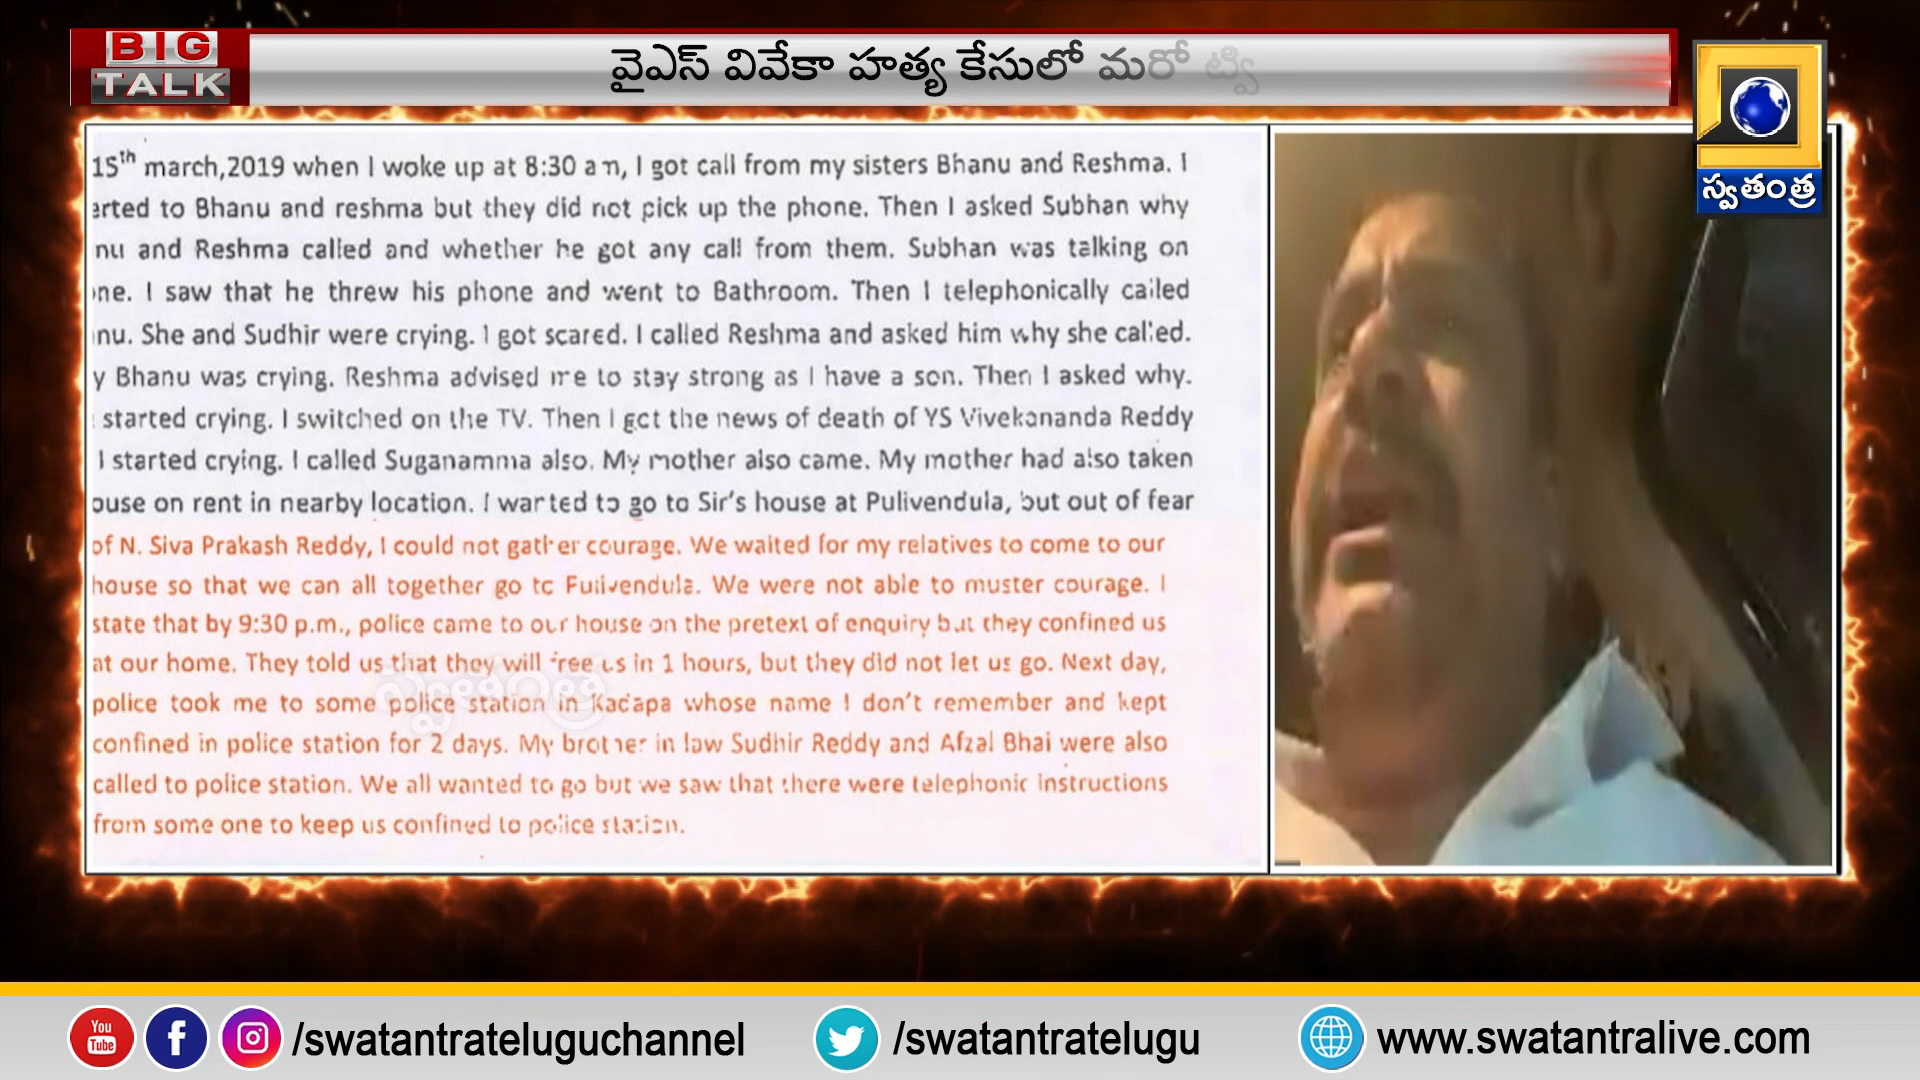 BIG
TALK
వైఎస్ వివేకా హత్య కేసులో మరో ట్వి
స్వతంత్ర
15th march,2019 when I woke up at 8:30 am, I got call from my sisters Bhanu and Reshma. I
erted to Bhanu and reshma but they did not pick up the phone. Then I asked Subhan why
nu and Reshma called and whether he got any call from them. Subhan was talking on
ne. I saw that he threw his phone and went to Bathroom. Then I telephonically called
nu. She and Sudhir were crying. I got scared. I called Reshma and asked him why she called.
y Bhanu was crying. Reshma advised me to stay strong as I have a son. Then I asked why.
started crying. I switched on the TV. Then I got the news of death of YS Vivekananda Reddy
I started crying. I called Suganamma also. My mother also came. My mother had also taken
ouse on rent in nearby location. I wanted to go to Sir's house at Pulivendula, but out of fear
of N. Siva Prakash Reddy, I could not gather courage. We waited for my relatives to come to our
house so that we can all together go to Pulivendula. We were not able to muster courage. I
state that by 9:30 p.m., police came to our house on the pretext of enquiry but they confined us
at our home. They told us that they will free us in 1 hours, but they did not let us go. Next day,
police took me to some police station in Kadapa whose name I don't remember and kept
confined in police station for 2 days. My brother in law Sudhir Reddy and Afzal Bhai were also
called to police station. We all wanted to go but we saw that there were telephonic instructions
from some one to keep us confined to police station.
You
Tube
/swatantrateluguchannel
/swatantratelugu
www.swatantralive.com